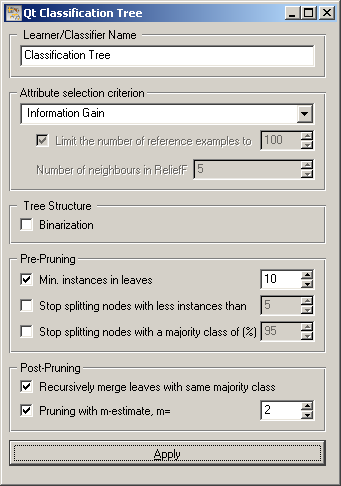 Qt Classification Tree
Learner/Classifier Name
Classification Tree
Attribute selection criterion
Information Gain
Limit the number of reference examples to 100
Number of neighbours in ReliefF 5
Tree Structure
Binarization
Pre-Pruning
Min. instances in leaves 10
Stop splitting nodes with less instances than 5
Stop splitting nodes with a majority class of (%) 95
Post-Pruning
Recursively merge leaves with same majority class
Pruning with m-estimate, m= 2
Apply